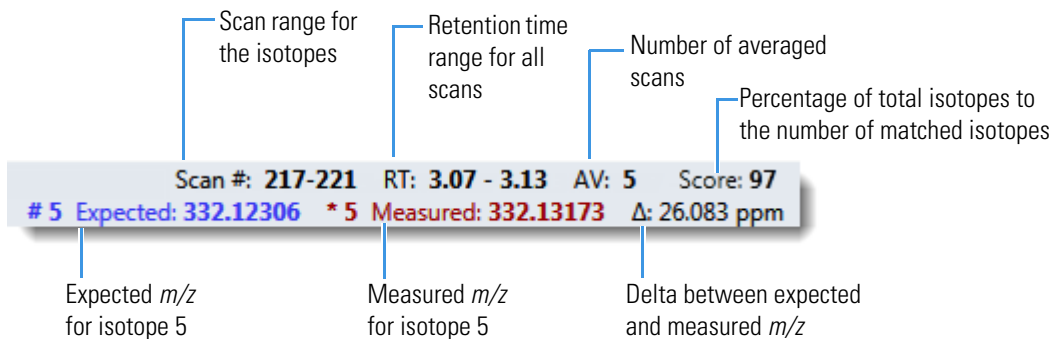 Scan range for
the isotopes
Retention time
range for all
scans
Number of averaged
scans
Percentage of total isotopes to
the number of matched isotopes
Scan #: 217-221 RT: 3.07 - 3.13 AV: 5 Score: 97
# 5 Expected: 332.12306 * 5 Measured: 332.13173 Δ: 26.083 ppm
Expected m/z
for isotope 5
Measured m/z
for isotope 5
Delta between expected
and measured m/z